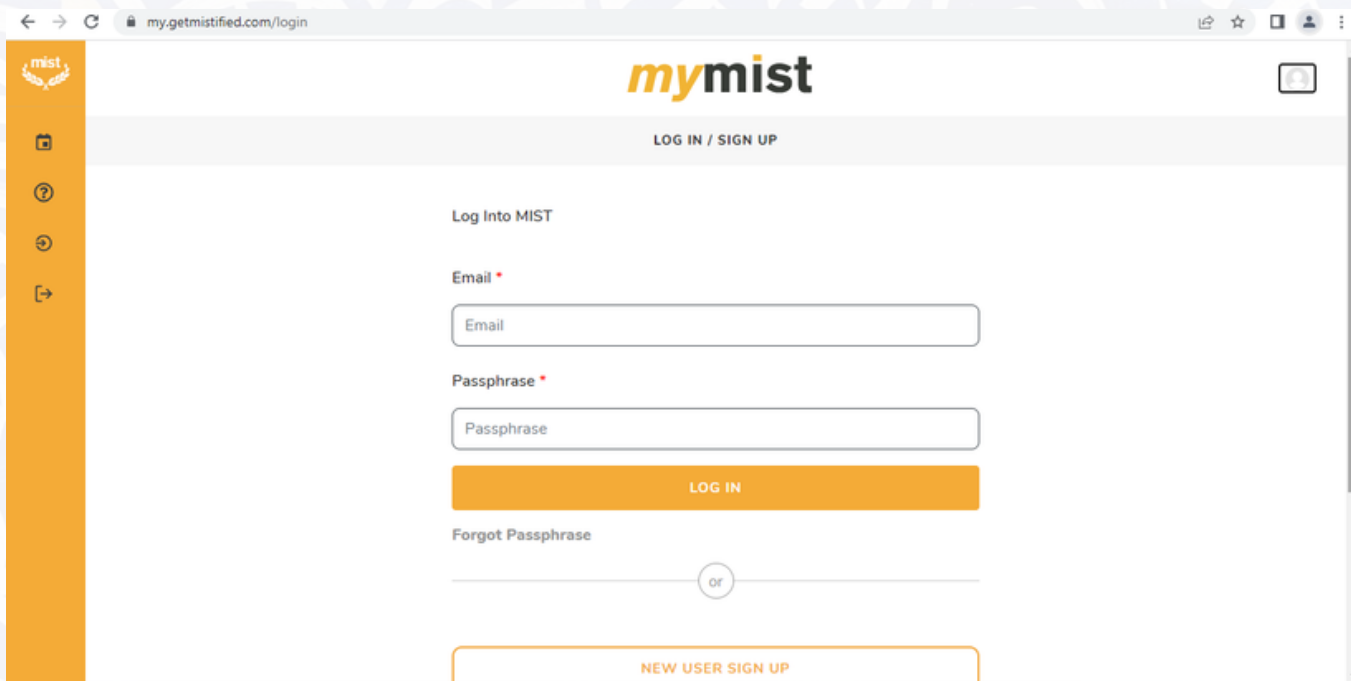 my.getmistified.com/login
mist
mymist
LOG IN / SIGN UP
Log Into MIST
Email *
Email
Passphrase *
Passphrase
LOG IN
Forgot Passphrase
or
NEW USER SIGN UP